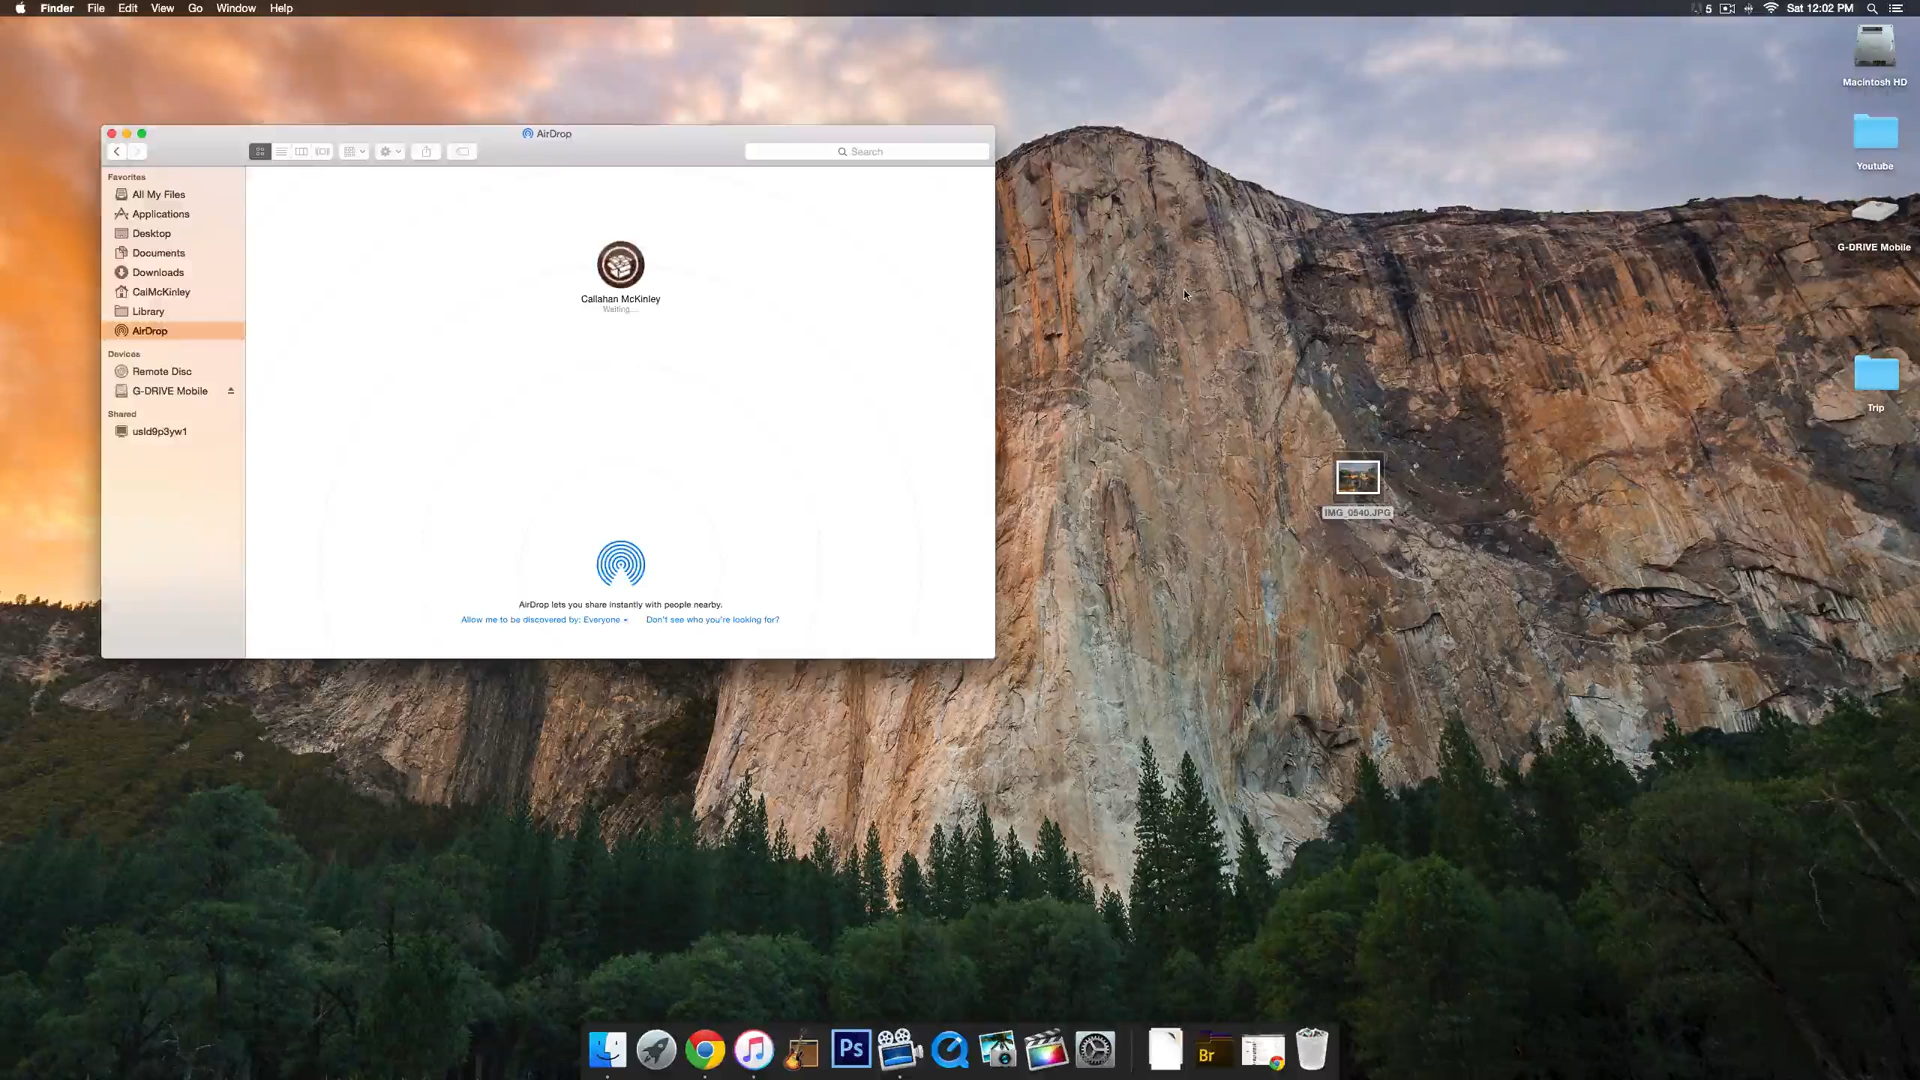 Finder File Edit View Go Window Help
5 Sat 12:02 PM
Macintosh HD
Youtube
G-DRIVE Mobile
Trip
IMG_0540.JPG
AirDrop
Search
Favorites
All My Files
Applications
Desktop
Documents
Downloads
CalMcKinley
Library
AirDrop
Devices
Remote Disc
G-DRIVE Mobile
Shared
usld9p3yw1
Callahan McKinley
Waiting...
AirDrop lets you share instantly with people nearby.
Allow me to be discovered by: Everyone Don't see who you're looking for?
Ps
Br